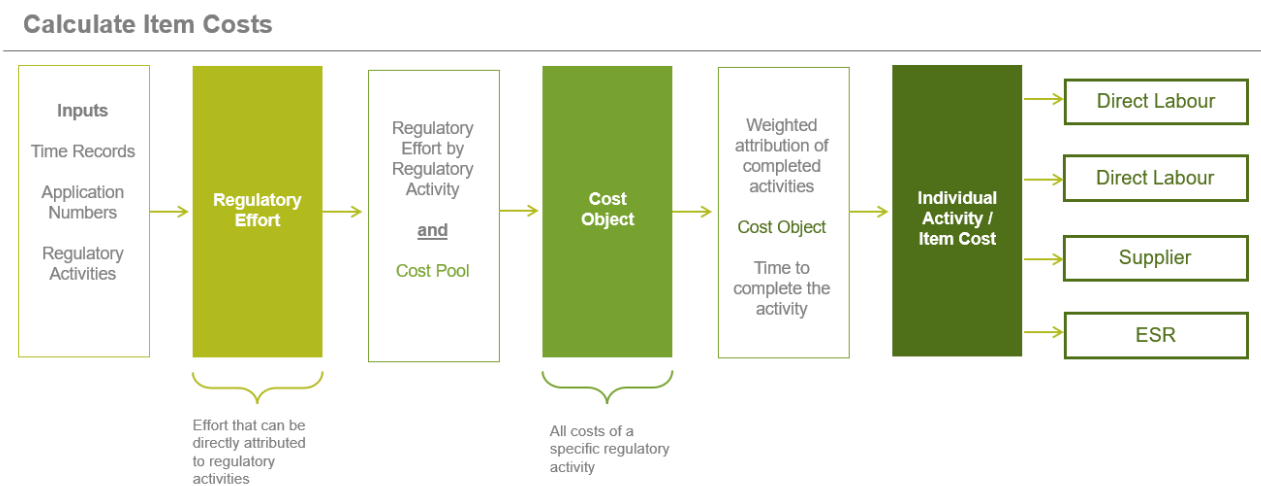 Calculate Item Costs
Inputs
Time Records
Application
Numbers
Regulatory
Activities
Regulatory
Effort
Regulatory
Effort by
Regulatory
Activity
and
Cost Pool
Cost
Object
Weighted
attribution of
completed
activities
Cost Object
Time to
complete the
activity
Individual
Activity /
Item Cost
Direct Labour
Direct Labour
Supplier
ESR
Effort that can be
directly attributed
to regulatory
activities
All costs of a
specific regulatory
activity